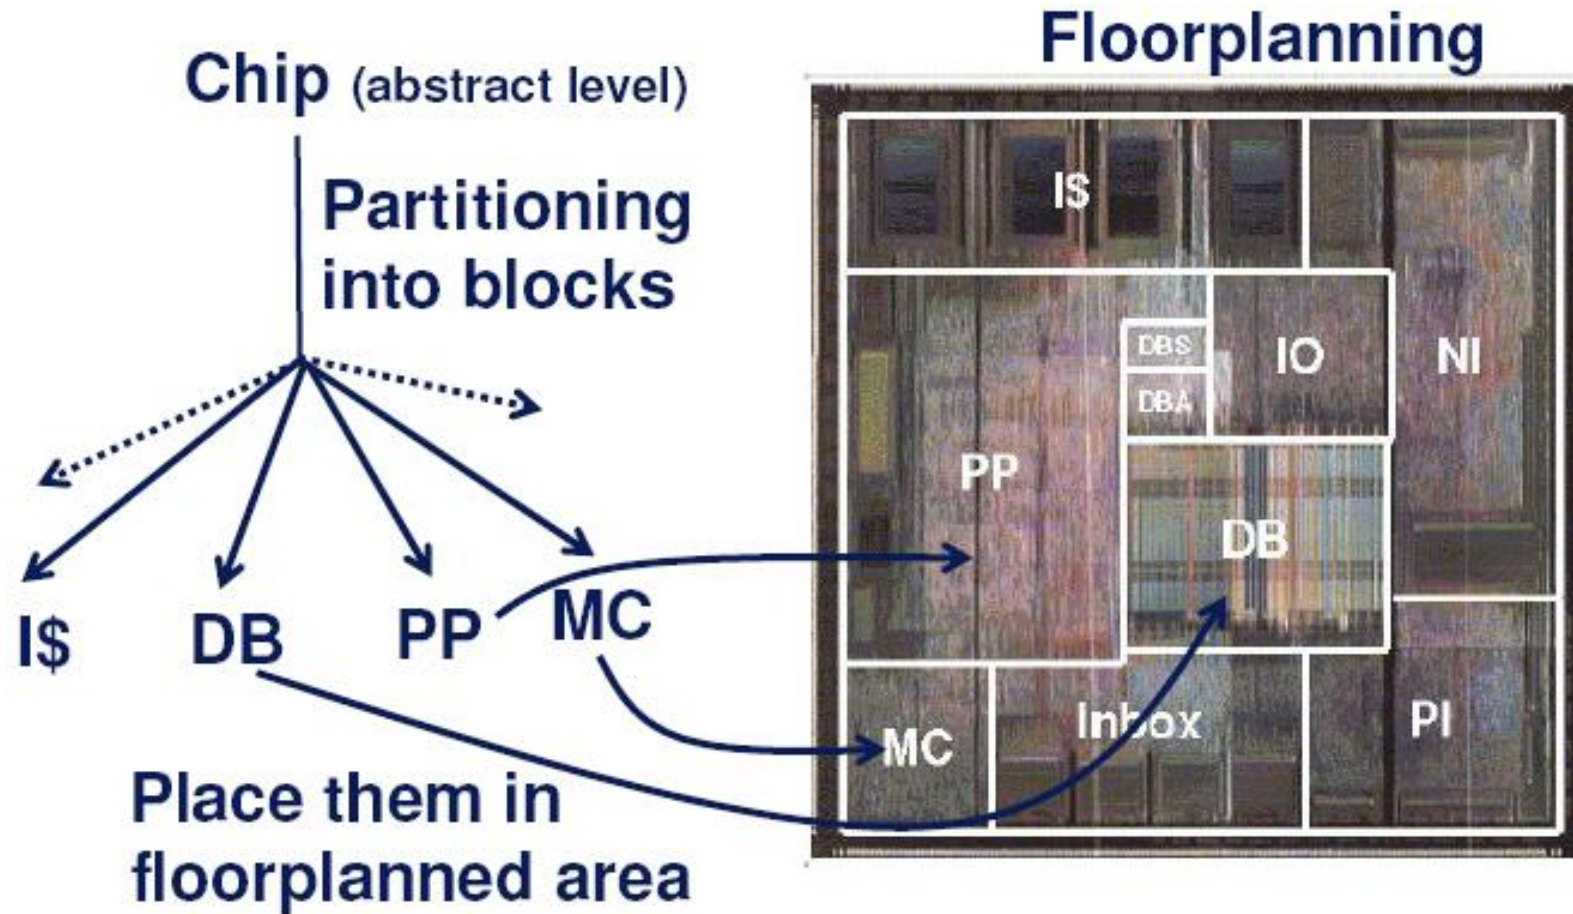 Floorplanning
Chip (abstract level)
Partitioning
into blocks
I$
DB
PP
MC
Place them in
floorplanned area
I$
DBS
DBA
IO
NI
PP
DB
MC
Inbox
PI